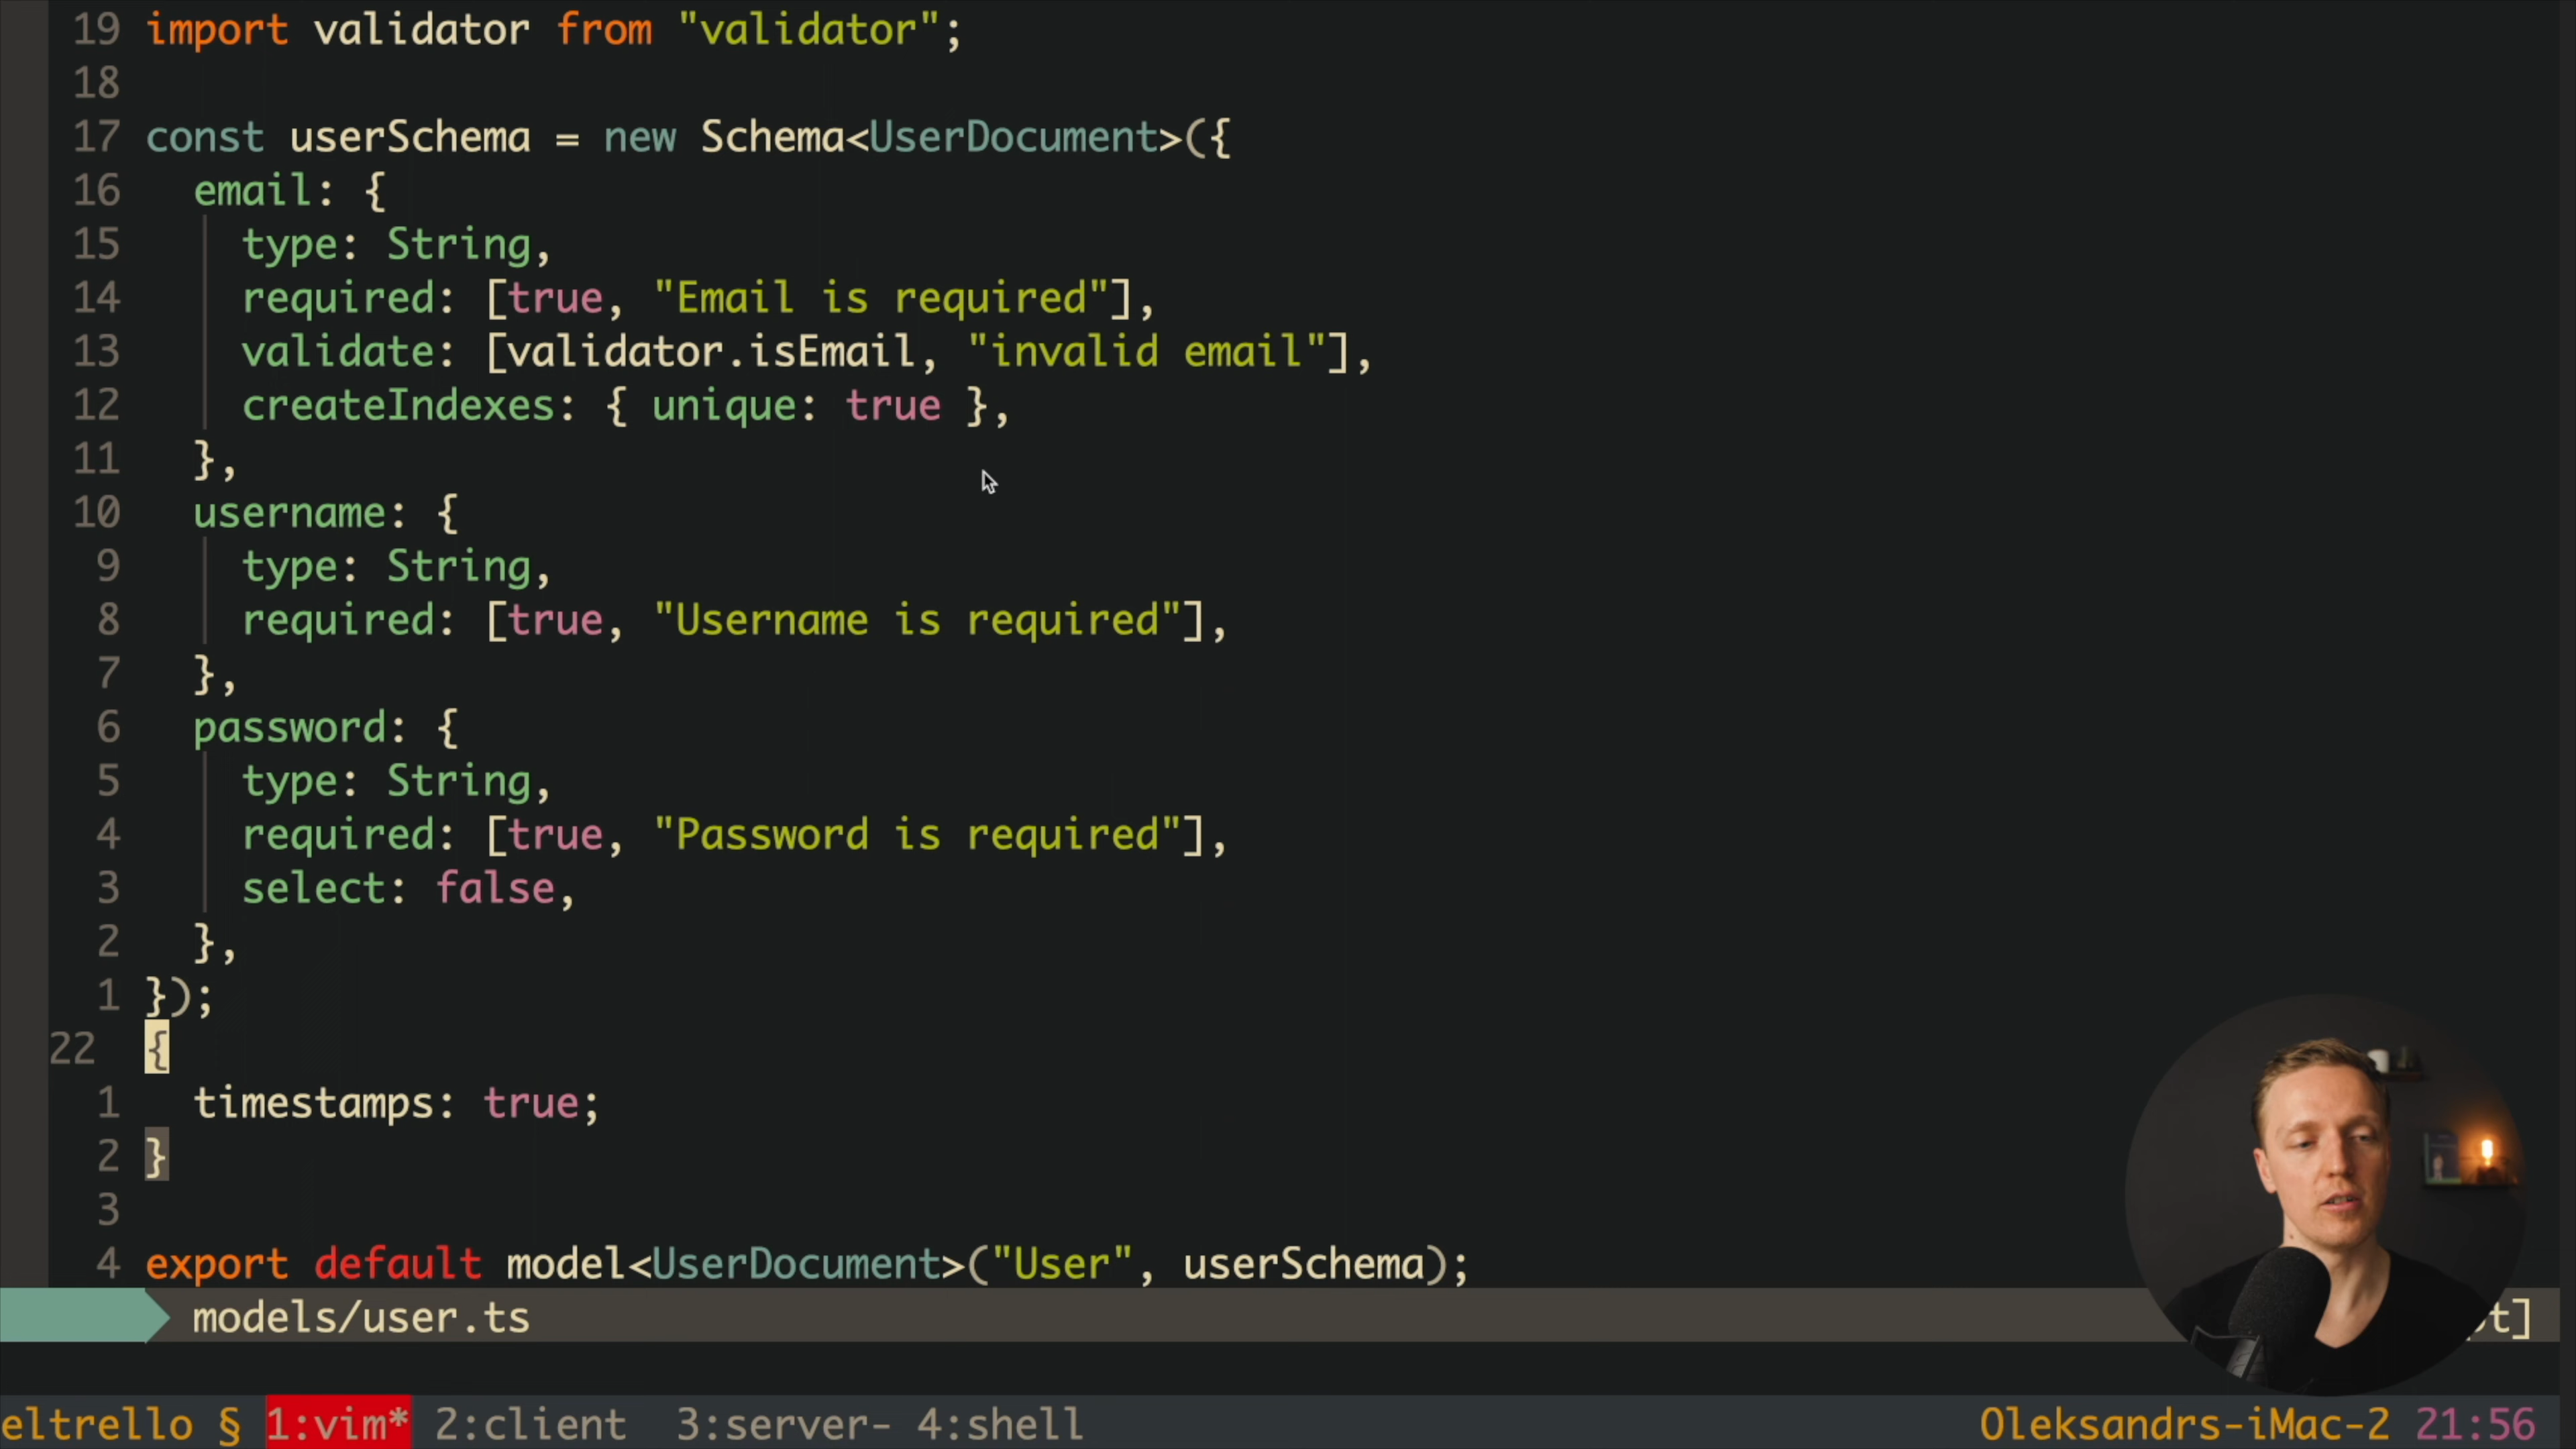 19 import validator from "validator";
18
17 const userSchema = new Schema<UserDocument>({
16   email: {
15     type: String,
14     required: [true, "Email is required"],
13     validate: [validator.isEmail, "invalid email"],
12     createIndexes: { unique: true },
11   },
10   username: {
9     type: String,
8     required: [true, "Username is required"],
7   },
6   password: {
5     type: String,
4     required: [true, "Password is required"],
3     select: false,
2   },
1 });
22 {
1   timestamps: true;
2 }
3
4 export default model<UserDocument>("User", userSchema);
models/user.ts
eltrello § 1:vim* 2:client 3:server- 4:shell Oleksandrs-iMac-2 21:56